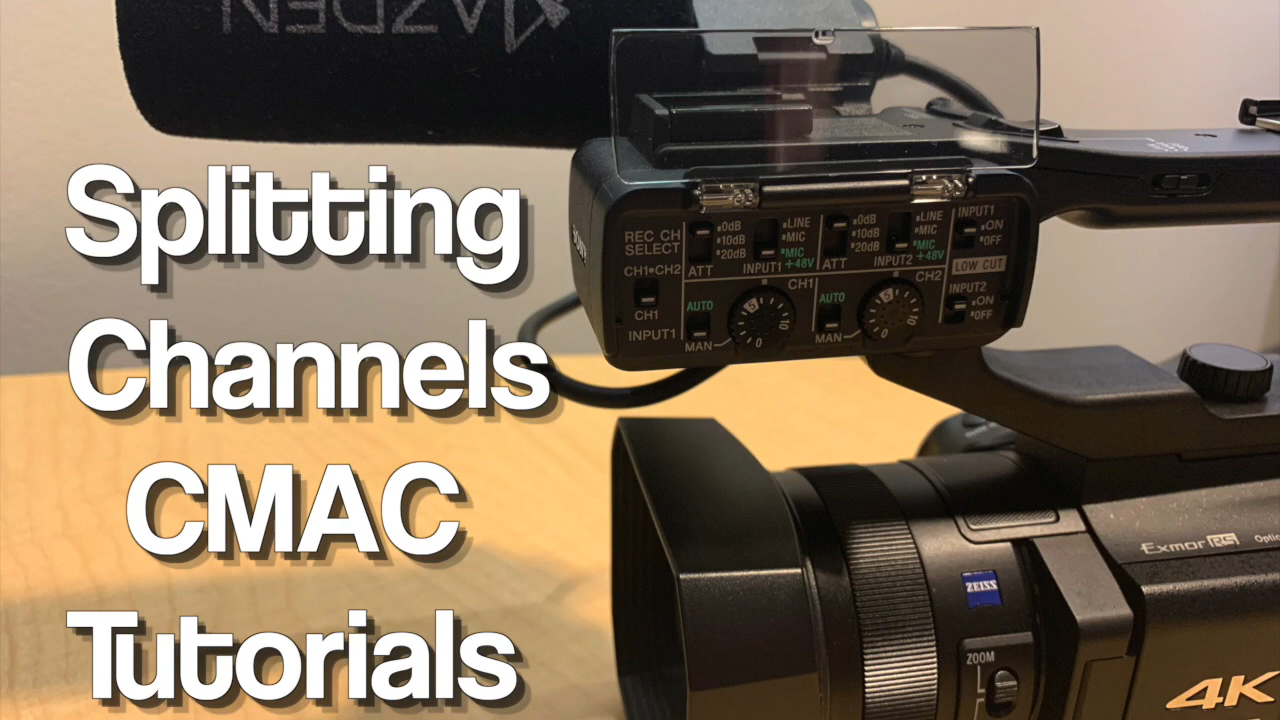 AZDEN
Splitting
Channels
CMAC
Tutorials
SONY
REC CH
SELECT
CH1•CH2
CH1
INPUT1
0dB
10dB
20dB
ATT
LINE
MIC
MIC
+48V
INPUT1
CH1
AUTO
MAN
5
10
0
0dB
10dB
20dB
ATT
LINE
MIC
MIC
+48V
INPUT2
CH2
AUTO
MAN
5
10
0
INPUT1
ON
OFF
LOW CUT
INPUT2
ON
OFF
Exmor RS
ZEISS
ZOOM
4K